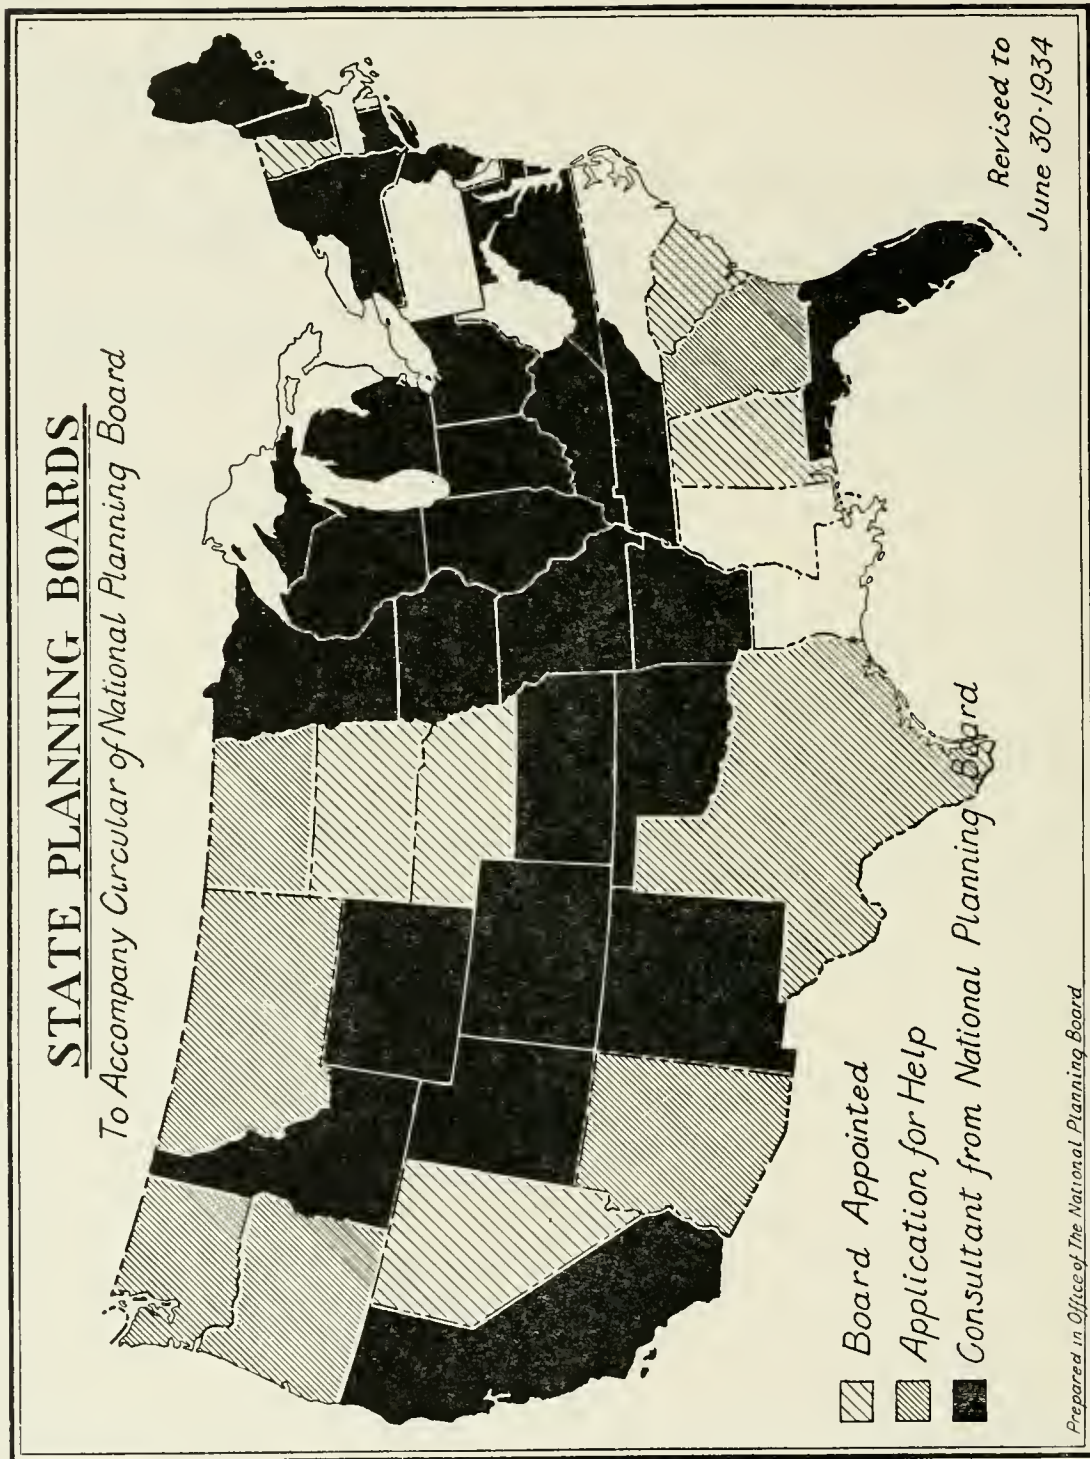 STATE PLANNING BOARDS
To Accompany Circular of National Planning Board
Revised to
June 30-1934
Board Appointed
Application for Help
Consultant from National Planning Board
Prepared in Office of The National Planning Board